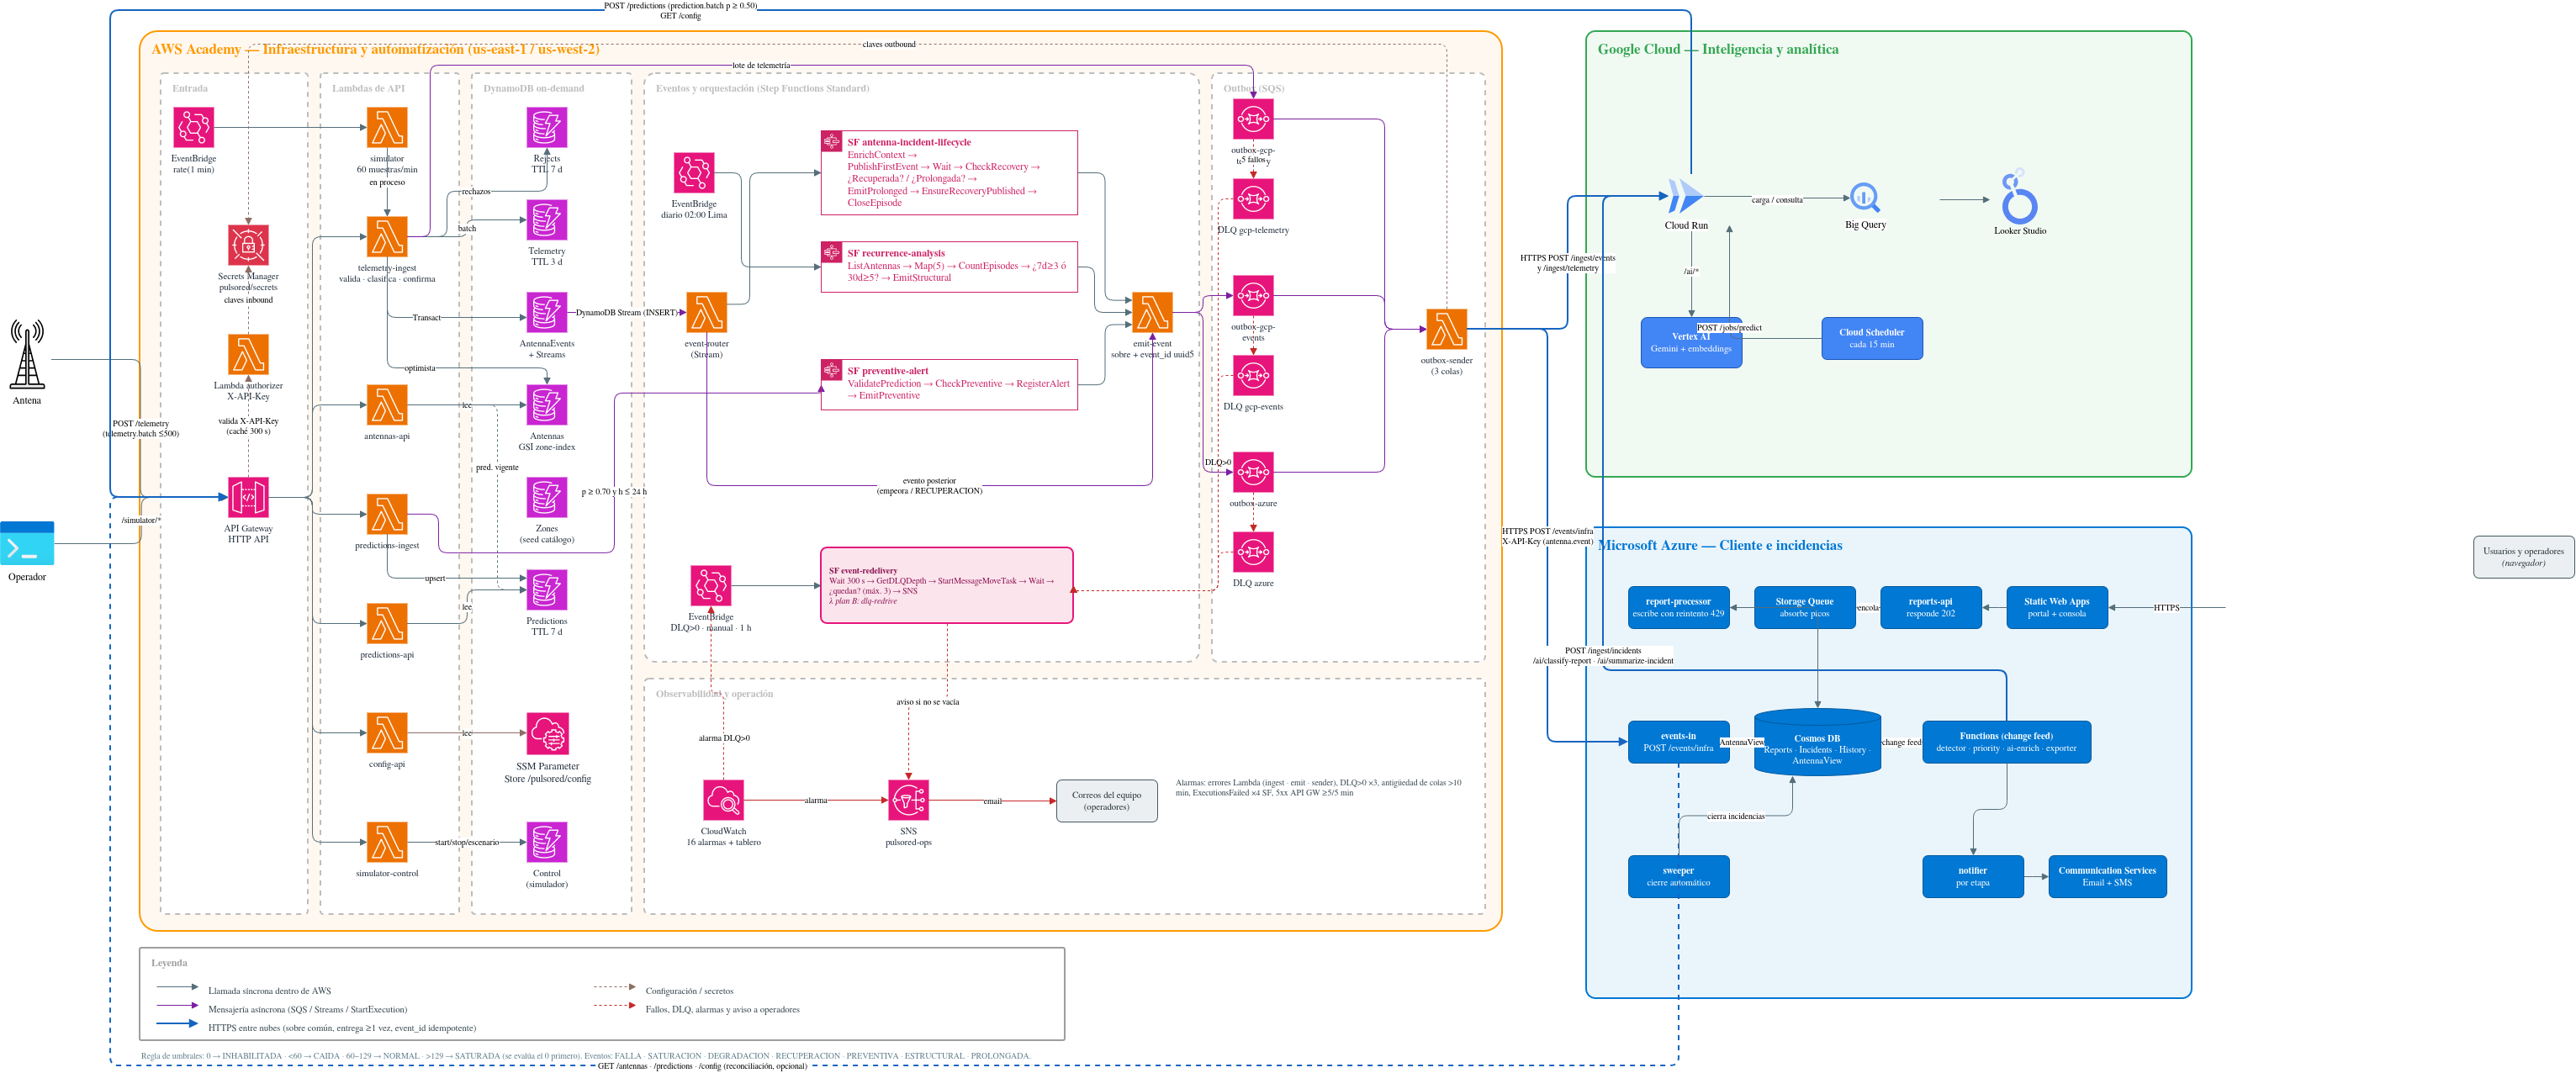 POST /predictions (prediction.batch p ≥ 0.50)
GET /config
AWS Academy — Infraestructura y automatización (us-east-1 / us-west-2)
claves outbound
Google Cloud — Inteligencia y analítica
lote de telemetría
Entrada
Lambdas de API
DynamoDB on-demand
Eventos y orquestación (Step Functions Standard)
Outbox (SQS)
EventBridge
rate(1 min)
simulator
60 muestras/min
en proceso
Rejects
TTL 7 d
rechazos
batch
Telemetry
TTL 3 d
EventBridge
diario 02:00 Lima
SF antenna-incident-lifecycle
EnrichContext →
PublishFirstEvent → Wait → CheckRecovery →
¿Recuperada? / ¿Prolongada? →
EmitProlonged → EnsureRecoveryPublished →
CloseEpisode
outbox-gcp-
5 fallos
DLQ gcp-telemetry
Secrets Manager
pulsored/secrets
claves inbound
telemetry-ingest
valida · clasifica · confirma
SF recurrence-analysis
ListAntennas → Map(5) → CountEpisodes → ¿7d≥3 ó
30d≥5? → EmitStructural
Cloud Run
carga / consulta
Big Query
Looker Studio
HTTPS POST /ingest/events
y /ingest/telemetry
/ai/*
Transact
AntennaEvents
+ Streams
DynamoDB Stream (INSERT)
event-router
(Stream)
emit-event
sobre + event_id uuid5
outbox-gcp-
events
outbox-sender
(3 colas)
POST /jobs/predict
Vertex AI
Gemini + embeddings
Cloud Scheduler
cada 15 min
Antena
Lambda authorizer
X-API-Key
optimista
SF preventive-alert
ValidatePrediction → CheckPreventive → RegisterAlert
→ EmitPreventive
DLQ gcp-events
valida X-API-Key
(caché 300 s)
POST /telemetry
(telemetry.batch ≤500)
antennas-api
lee
Antennas
GSI zone-index
pred. vigente
p ≥ 0.70 y h ≤ 24 h
evento posterior
(empeora / RECUPERACION)
DLQ>0
outbox-azure
/simulator/*
API Gateway
HTTP API
predictions-ingest
Zones
(seed catálogo)
Operador
HTTPS POST /events/infra
X-API-Key (antenna.event)
Microsoft Azure — Cliente e incidencias
Usuarios y operadores
(navegador)
upsert
lee
Predictions
TTL 7 d
predictions-api
EventBridge
DLQ>0 · manual · 1 h
SF event-redelivery
Wait 300 s → GetDLQDepth → StartMessageMoveTask → Wait →
¿quedan? (máx. 3) → SNS
λ plan B: dlq-redrive
DLQ azure
report-processor
escribe con reintento 429
Storage Queue
absorbe picos
encola
reports-api
responde 202
Static Web Apps
portal + consola
HTTPS
POST /ingest/incidents
/ai/classify-report · /ai/summarize-incident
Observabilidad y operación
aviso si no se vacía
alarma DLQ>0
config-api
lee
SSM Parameter
Store /pulsored/config
events-in
POST /events/infra
AntennaView
Cosmos DB
Reports · Incidents · History ·
AntennaView
change feed
Functions (change feed)
detector · priority · ai-enrich · exporter
CloudWatch
16 alarmas + tablero
alarma
SNS
pulsored-ops
email
Correos del equipo
(operadores)
Alarmas: errores Lambda (ingest · emit · sender), DLQ>0 ×3, antigüedad de colas >10
min, ExecutionsFailed ×4 SF, 5xx API GW ≥5/5 min
cierra incidencias
simulator-control
start/stop/escenario
Control
(simulador)
sweeper
cierre automático
notifier
por etapa
Communication Services
Email + SMS
Leyenda
Llamada síncrona dentro de AWS
Configuración / secretos
Mensajería asíncrona (SQS / Streams / StartExecution)
Fallos, DLQ, alarmas y aviso a operadores
HTTPS entre nubes (sobre común, entrega ≥1 vez, event_id idempotente)
Regla de umbrales: 0 → INHABILITADA · <60 → CAIDA · 60–129 → NORMAL · >129 → SATURADA (se evalúa el 0 primero). Eventos: FALLA · SATURACION · DEGRADACION · RECUPERACION · PREVENTIVA · ESTRUCTURAL · PROLONGADA.
GET /antennas · /predictions · /config (reconciliación, opcional)